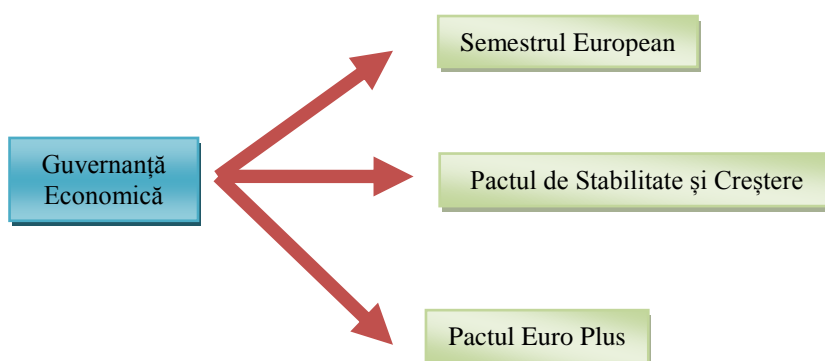 Semestrul European
Guvernanță
Economică
Pactul de Stabilitate și Creștere
Pactul Euro Plus